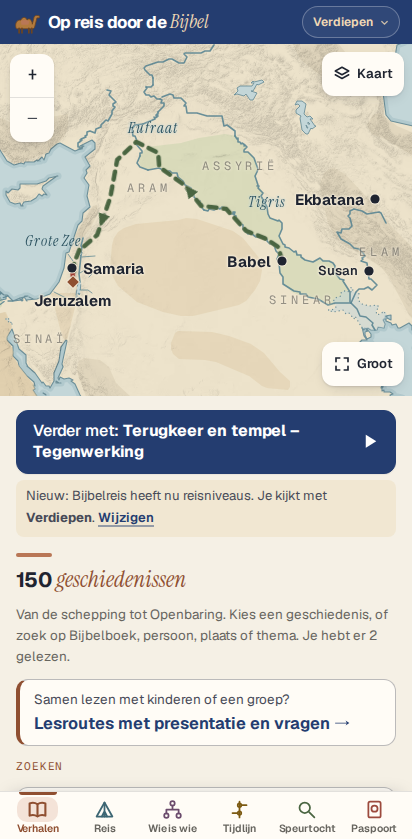 Op reis door de Bijbel
Verdiepen
+
Kaart
–
Eufraat
ASSYRIË
ARAM
Tigris
Ekbatana
Grote Zee
ELAM
Samaria
Babel
Susan
Jeruzalem
SINEAR
SINAÏ
Groot
Verder met: Terugkeer en tempel –
Tegenwerking
Nieuw: Bijbelreis heeft nu reisniveaus. Je kijkt met
Verdiepen. Wijzigen
150 geschiedenissen
Van de schepping tot Openbaring. Kies een geschiedenis, of
zoek op Bijbelboek, persoon, plaats of thema. Je hebt er 2
gelezen.
Samen lezen met kinderen of een groep?
Lesroutes met presentatie en vragen →
ZOEKEN
Verhalen
Reis
Wie is wie
Tijdlijn
Speurtocht
Paspoort